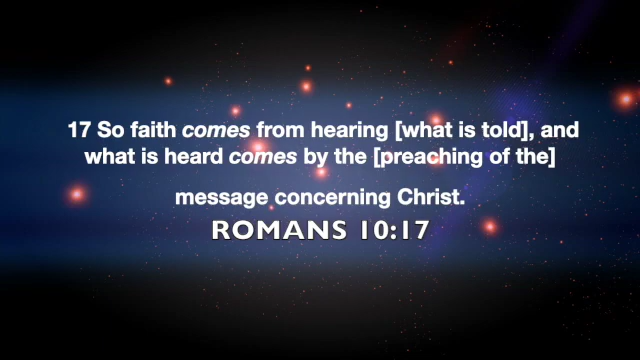 17 So faith comes from hearing [what is told], and
what is heard comes by the [preaching of the]
message concerning Christ.
ROMANS 10:17